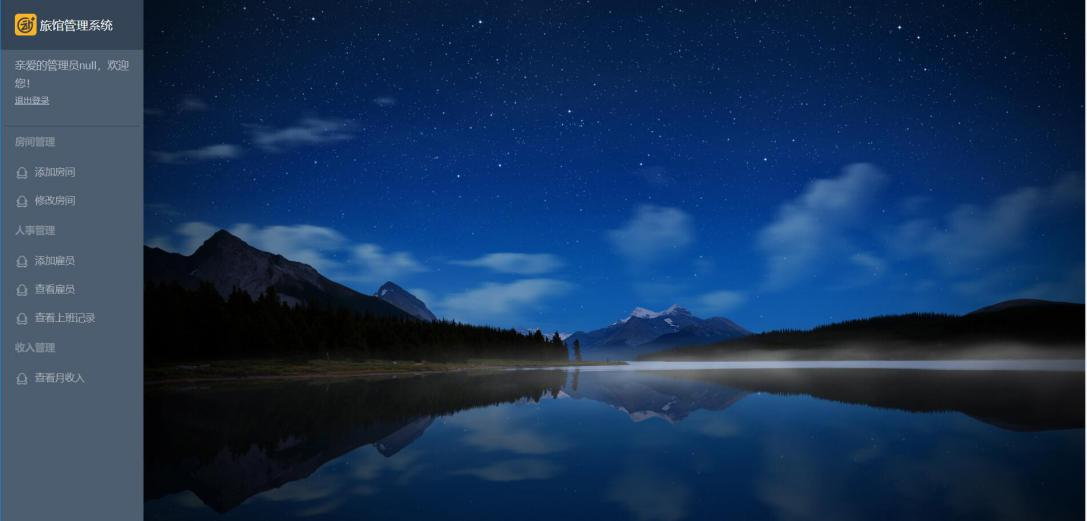 旅馆管理系统
亲爱的管理员null，欢迎
您！
退出登录
房间管理
添加房间
修改房间
人事管理
添加雇员
查看雇员
查看上班记录
收入管理
查看月收入